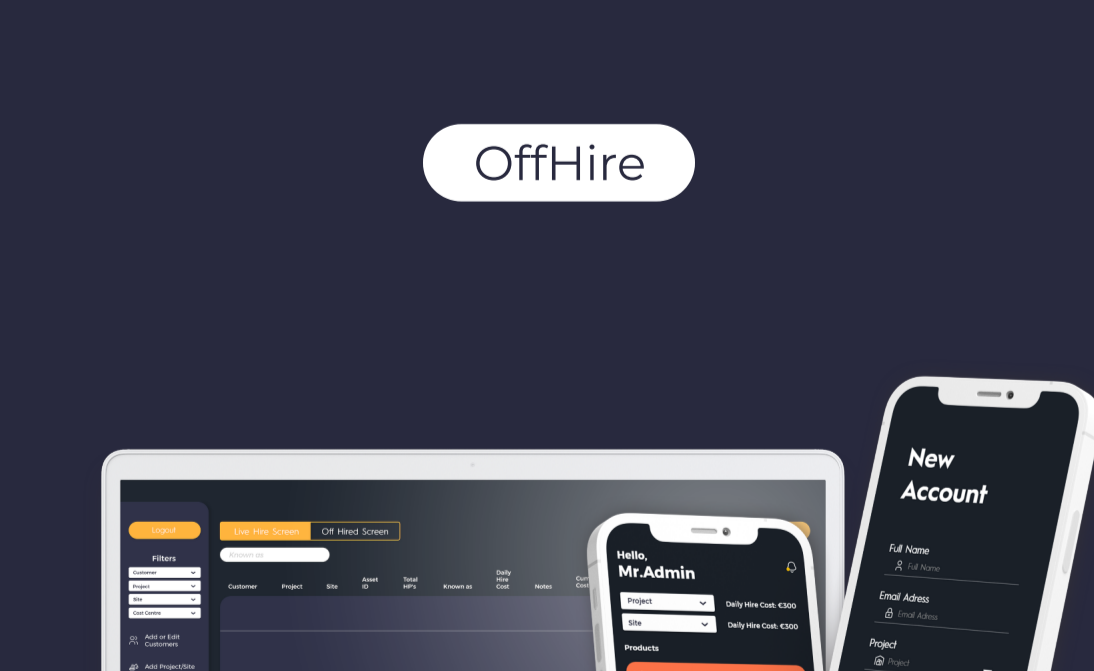 OffHire
Logout
Filters
Customer
Project
Site
Cost Centre
Add or Edit
Customers
Add Project/Site
Live Hire Screen
Off Hired Screen
Known as
Customer
Project
Site
Asset
ID
Total
HP's
Known as
Daily
Hire
Cost
Notes
Hello,
Mr.Admin
Project
Daily Hire Cost: €300
Site
Daily Hire Cost: €300
Products
New
Account
Full Name
Full Name
Email Adress
Email Adress
Project
Project